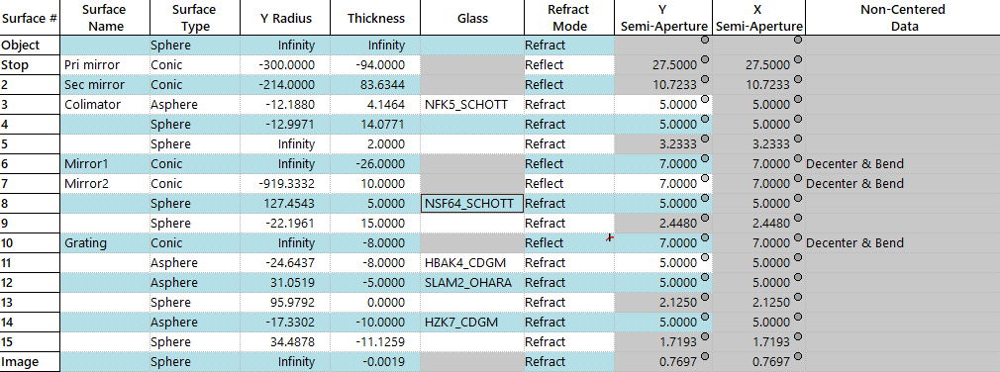 Surface # Surface Name Surface Type Y Radius Thickness Glass Refract Mode Y Semi-Aperture X Semi-Aperture Non-Centered Data
Object Sphere Infinity Infinity Refract
Stop Pri mirror Conic -300.0000 -94.0000 Reflect 27.5000 27.5000
2 Sec mirror Conic -214.0000 83.6344 Reflect 10.7233 10.7233
3 Colimator Asphere -12.1880 4.1464 NFK5_SCHOTT Refract 5.0000 5.0000
4 Sphere -12.9971 14.0771 Refract 5.0000 5.0000
5 Sphere Infinity 2.0000 Refract 3.2333 3.2333
6 Mirror1 Conic Infinity -26.0000 Reflect 7.0000 7.0000 Decenter & Bend
7 Mirror2 Conic -919.3332 10.0000 Reflect 7.0000 7.0000 Decenter & Bend
8 Sphere 127.4543 5.0000 NSF64_SCHOTT Refract 5.0000 5.0000
9 Sphere -22.1961 15.0000 Refract 2.4480 2.4480
10 Grating Conic Infinity -8.0000 Reflect 7.0000 7.0000 Decenter & Bend
11 Asphere -24.6437 -8.0000 HBAK4_CDGM Refract 5.0000 5.0000
12 Asphere 31.0519 -5.0000 SLAM2_OHARA Refract 5.0000 5.0000
13 Sphere 95.9792 0.0000 Refract 2.1250 2.1250
14 Asphere -17.3302 -10.0000 HZK7_CDGM Refract 5.0000 5.0000
15 Sphere 34.4878 -11.1259 Refract 1.7193 1.7193
Image Sphere Infinity -0.0019 Refract 0.7697 0.7697